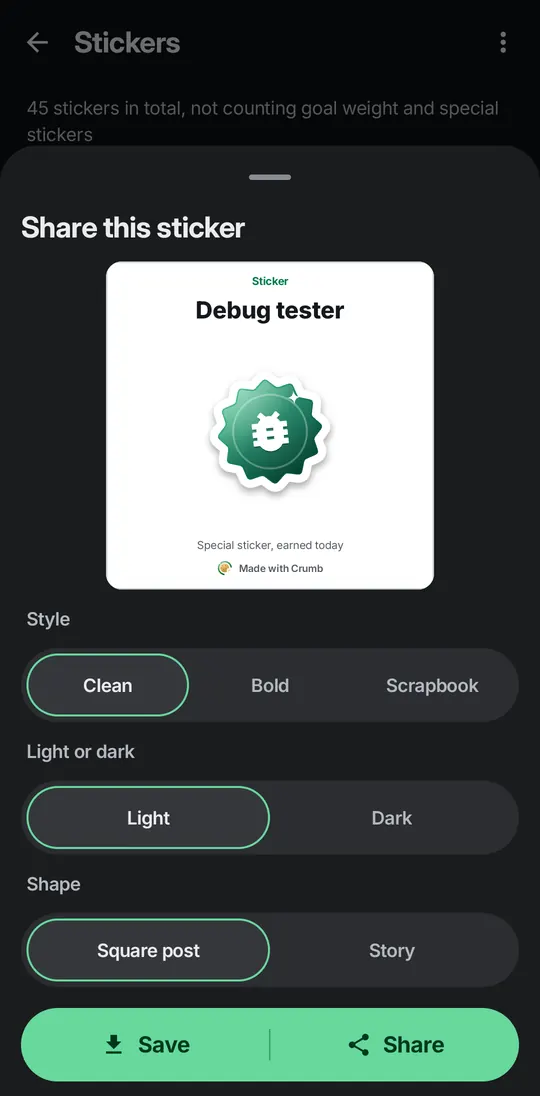 Stickers
45 stickers in total, not counting goal weight and special
stickers
Share this sticker
Sticker
Debug tester
Special sticker, earned today
Made with Crumb
Style
Clean
Bold
Scrapbook
Light or dark
Light
Dark
Shape
Square post
Story
Save
Share